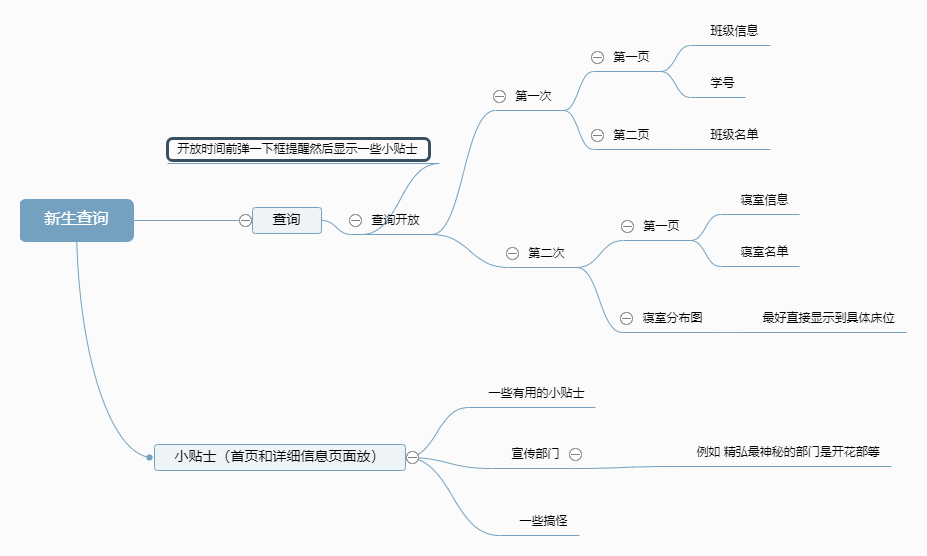 新生查询
查询
开放时间前弹一下框提醒然后显示一些小贴士
查询开放
第一次
第一页
班级信息
学号
第二页
班级名单
第二次
第一页
寝室信息
寝室名单
寝室分布图
最好直接显示到具体床位
小贴士（首页和详细信息页面放）
一些有用的小贴士
宣传部门
例如 精弘最神秘的部门是开花部等
一些搞怪